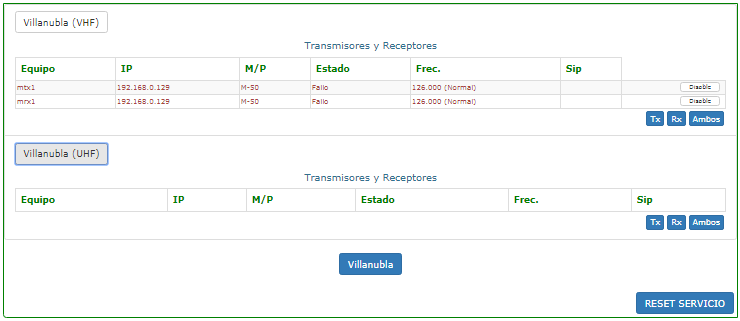 Villanubla (VHF)
Transmisores y Receptores
Equipo IP M/P Estado Frec. Sip
mtx1 192.168.0.129 M-50 Fallo 126.000 (Normal) Disable
mrx1 192.168.0.129 M-50 Fallo 126.000 (Normal) Disable
Tx Rx Ambos
Villanubla (UHF)
Transmisores y Receptores
Equipo IP M/P Estado Frec. Sip
Tx Rx Ambos
Villanubla
RESET SERVICIO